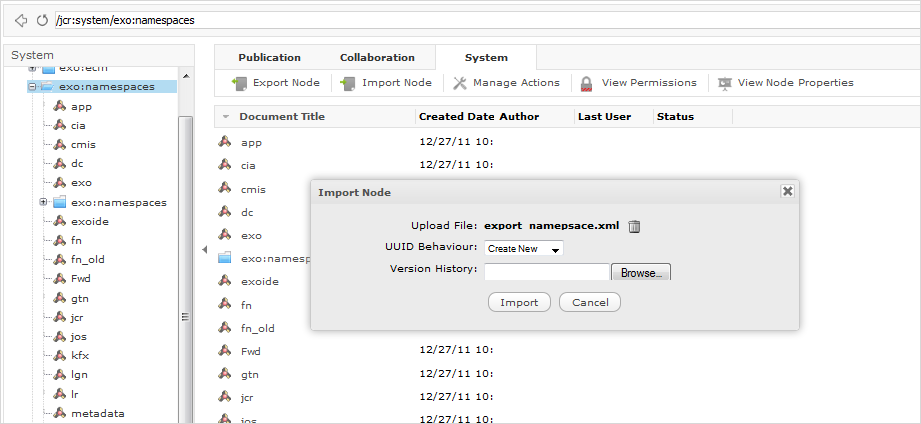 /jcr:system/exo:namespaces
System
Publication Collaboration System
exo:ecm
exo:namespaces
app
cia
cmis
dc
exo
exo:namespaces
exoide
fn
fn_old
Fwd
gtn
jcr
jos
kfx
lgn
lr
metadata
Export Node Import Node Manage Actions View Permissions View Node Properties
Document Title Created Date Author Last User Status
app 12/27/11 10:
cia 12/27/11 10:
cmis
dc
exo
exo:namesp
exoide
fn
fn_old
Fwd 12/27/11 10:
gtn 12/27/11 10:
jcr 12/27/11 10:
jos 12/27/11 10:
Import Node
Upload File: export_namepsace.xml
UUID Behaviour: Create New
Version History: Browse...
Import Cancel